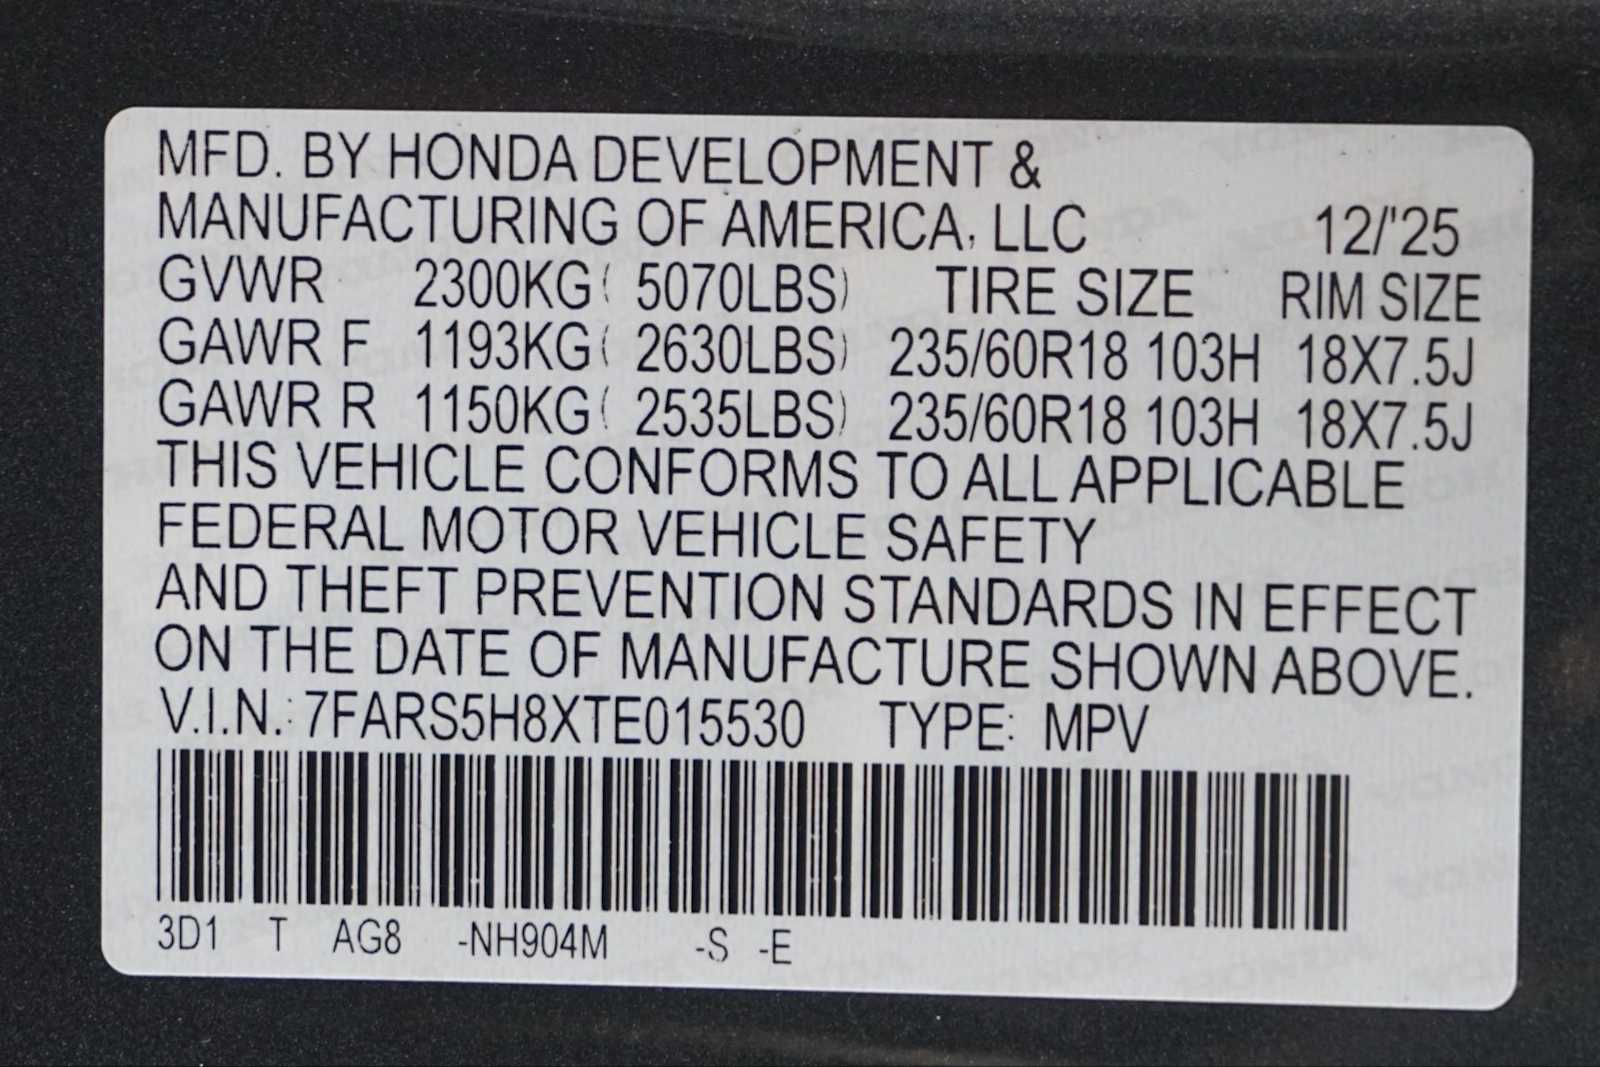 MFD. BY HONDA DEVELOPMENT &
MANUFACTURING OF AMERICA, LLC 12/'25
GVWR 2300KG( 5070LBS) TIRE SIZE RIM SIZE
GAWR F 1193KG( 2630LBS) 235/60R18 103H 18X7.5J
GAWR R 1150KG( 2535LBS) 235/60R18 103H 18X7.5J
THIS VEHICLE CONFORMS TO ALL APPLICABLE
FEDERAL MOTOR VEHICLE SAFETY
AND THEFT PREVENTION STANDARDS IN EFFECT
ON THE DATE OF MANUFACTURE SHOWN ABOVE.
V.I.N.: 7FARS5H8XTE015530 TYPE: MPV
3D1 T AG8 -NH904M -S -E